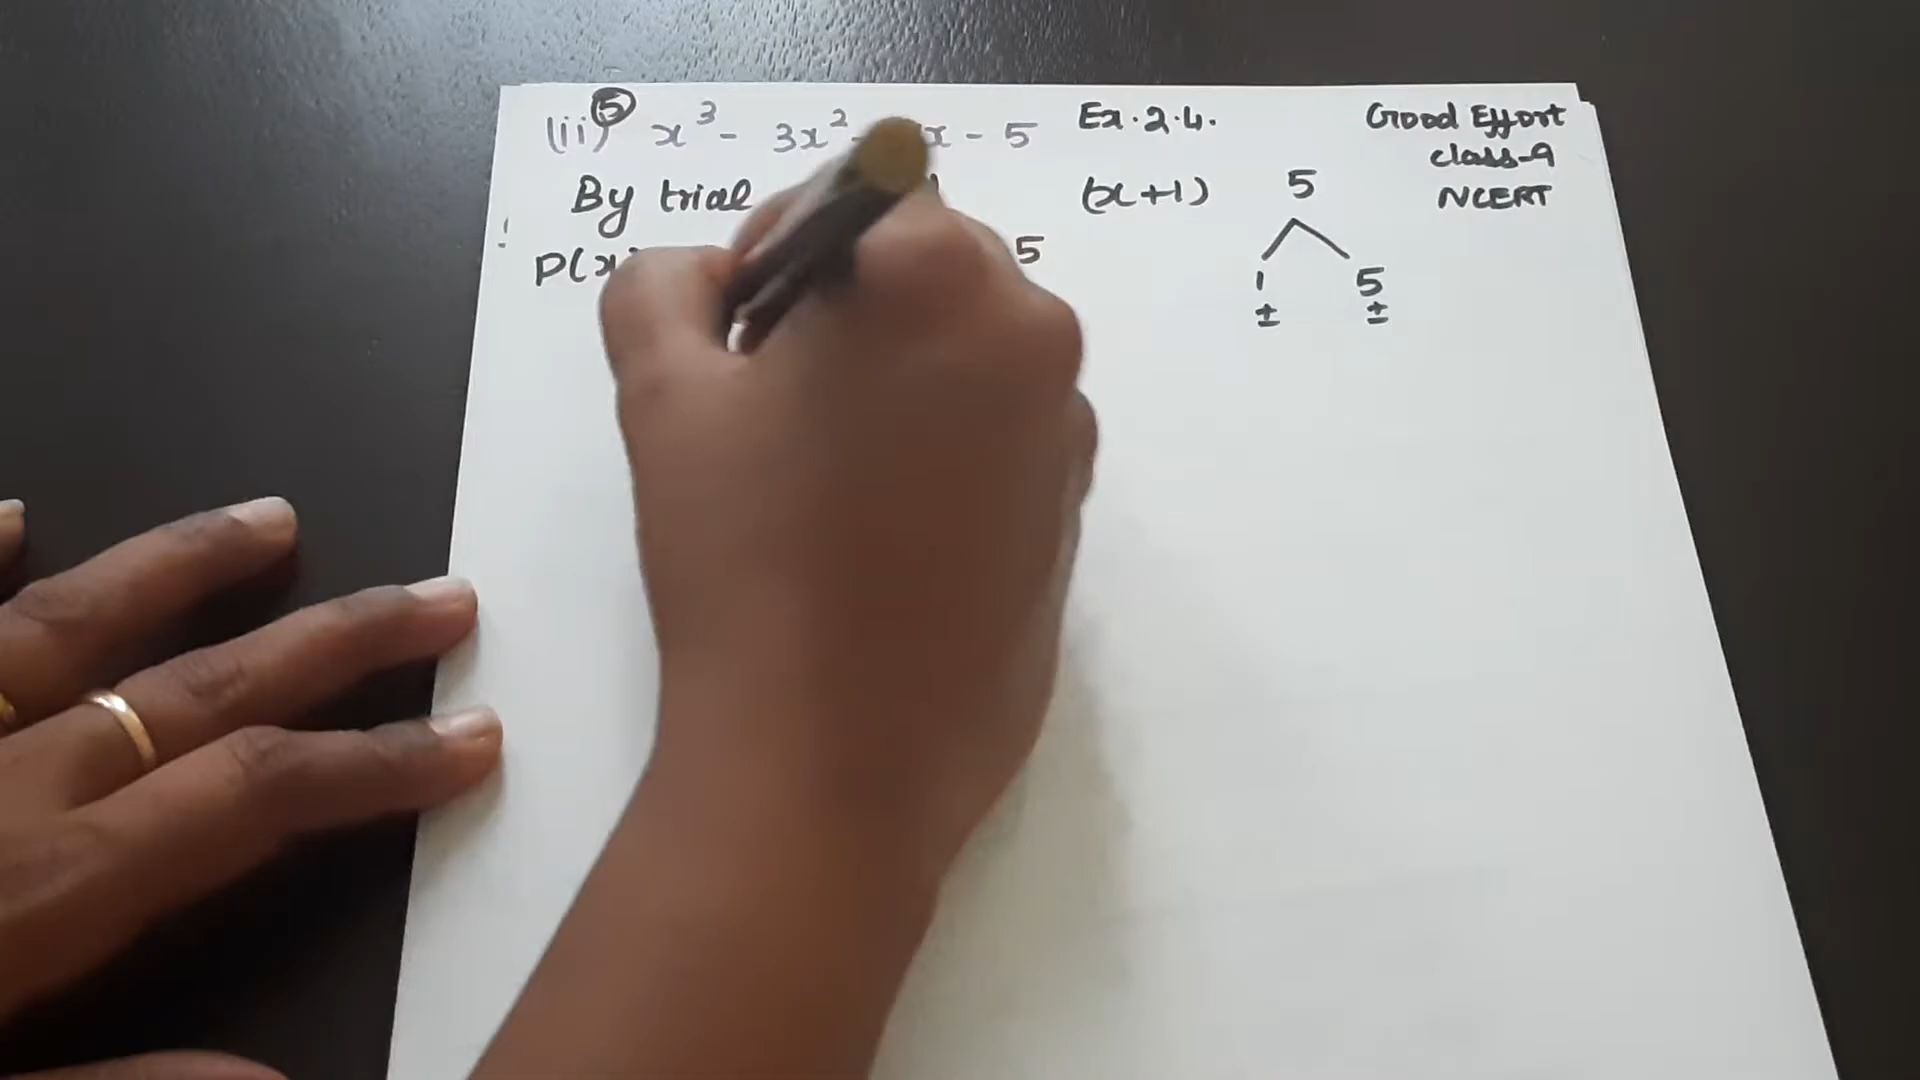 (ii) 5 x³ - 3x² - x - 5 Ex.2.4. Good Effort
class-9
By trial (x+1) 5 NCERT
P(x 5
1 5
± ±